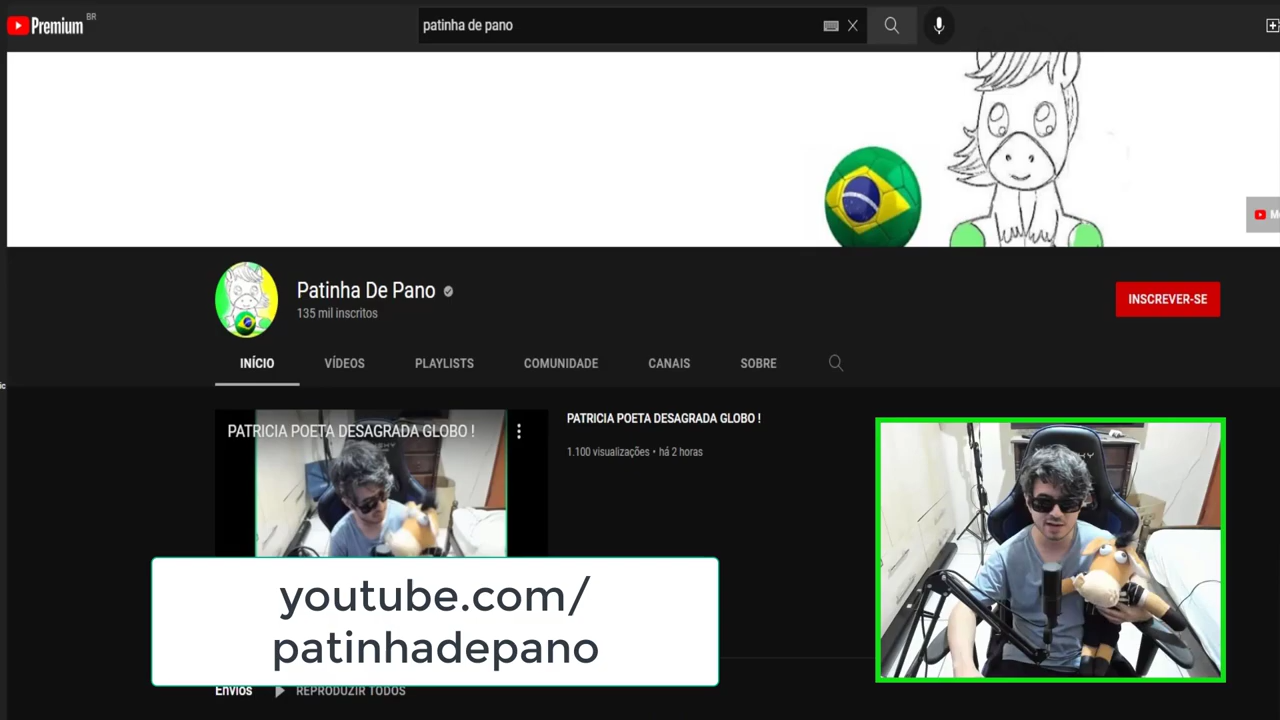 Premium BR
patinha de pano
Patinha De Pano
135 mil inscritos
INSCREVER-SE
INÍCIO
VÍDEOS
PLAYLISTS
COMUNIDADE
CANAIS
SOBRE
PATRICIA POETA DESAGRADA GLOBO !
PATRICIA POETA DESAGRADA GLOBO !
1.100 visualizações • há 2 horas
youtube.com/
patinhadepano
Envios
REPRODUZIR TODOS